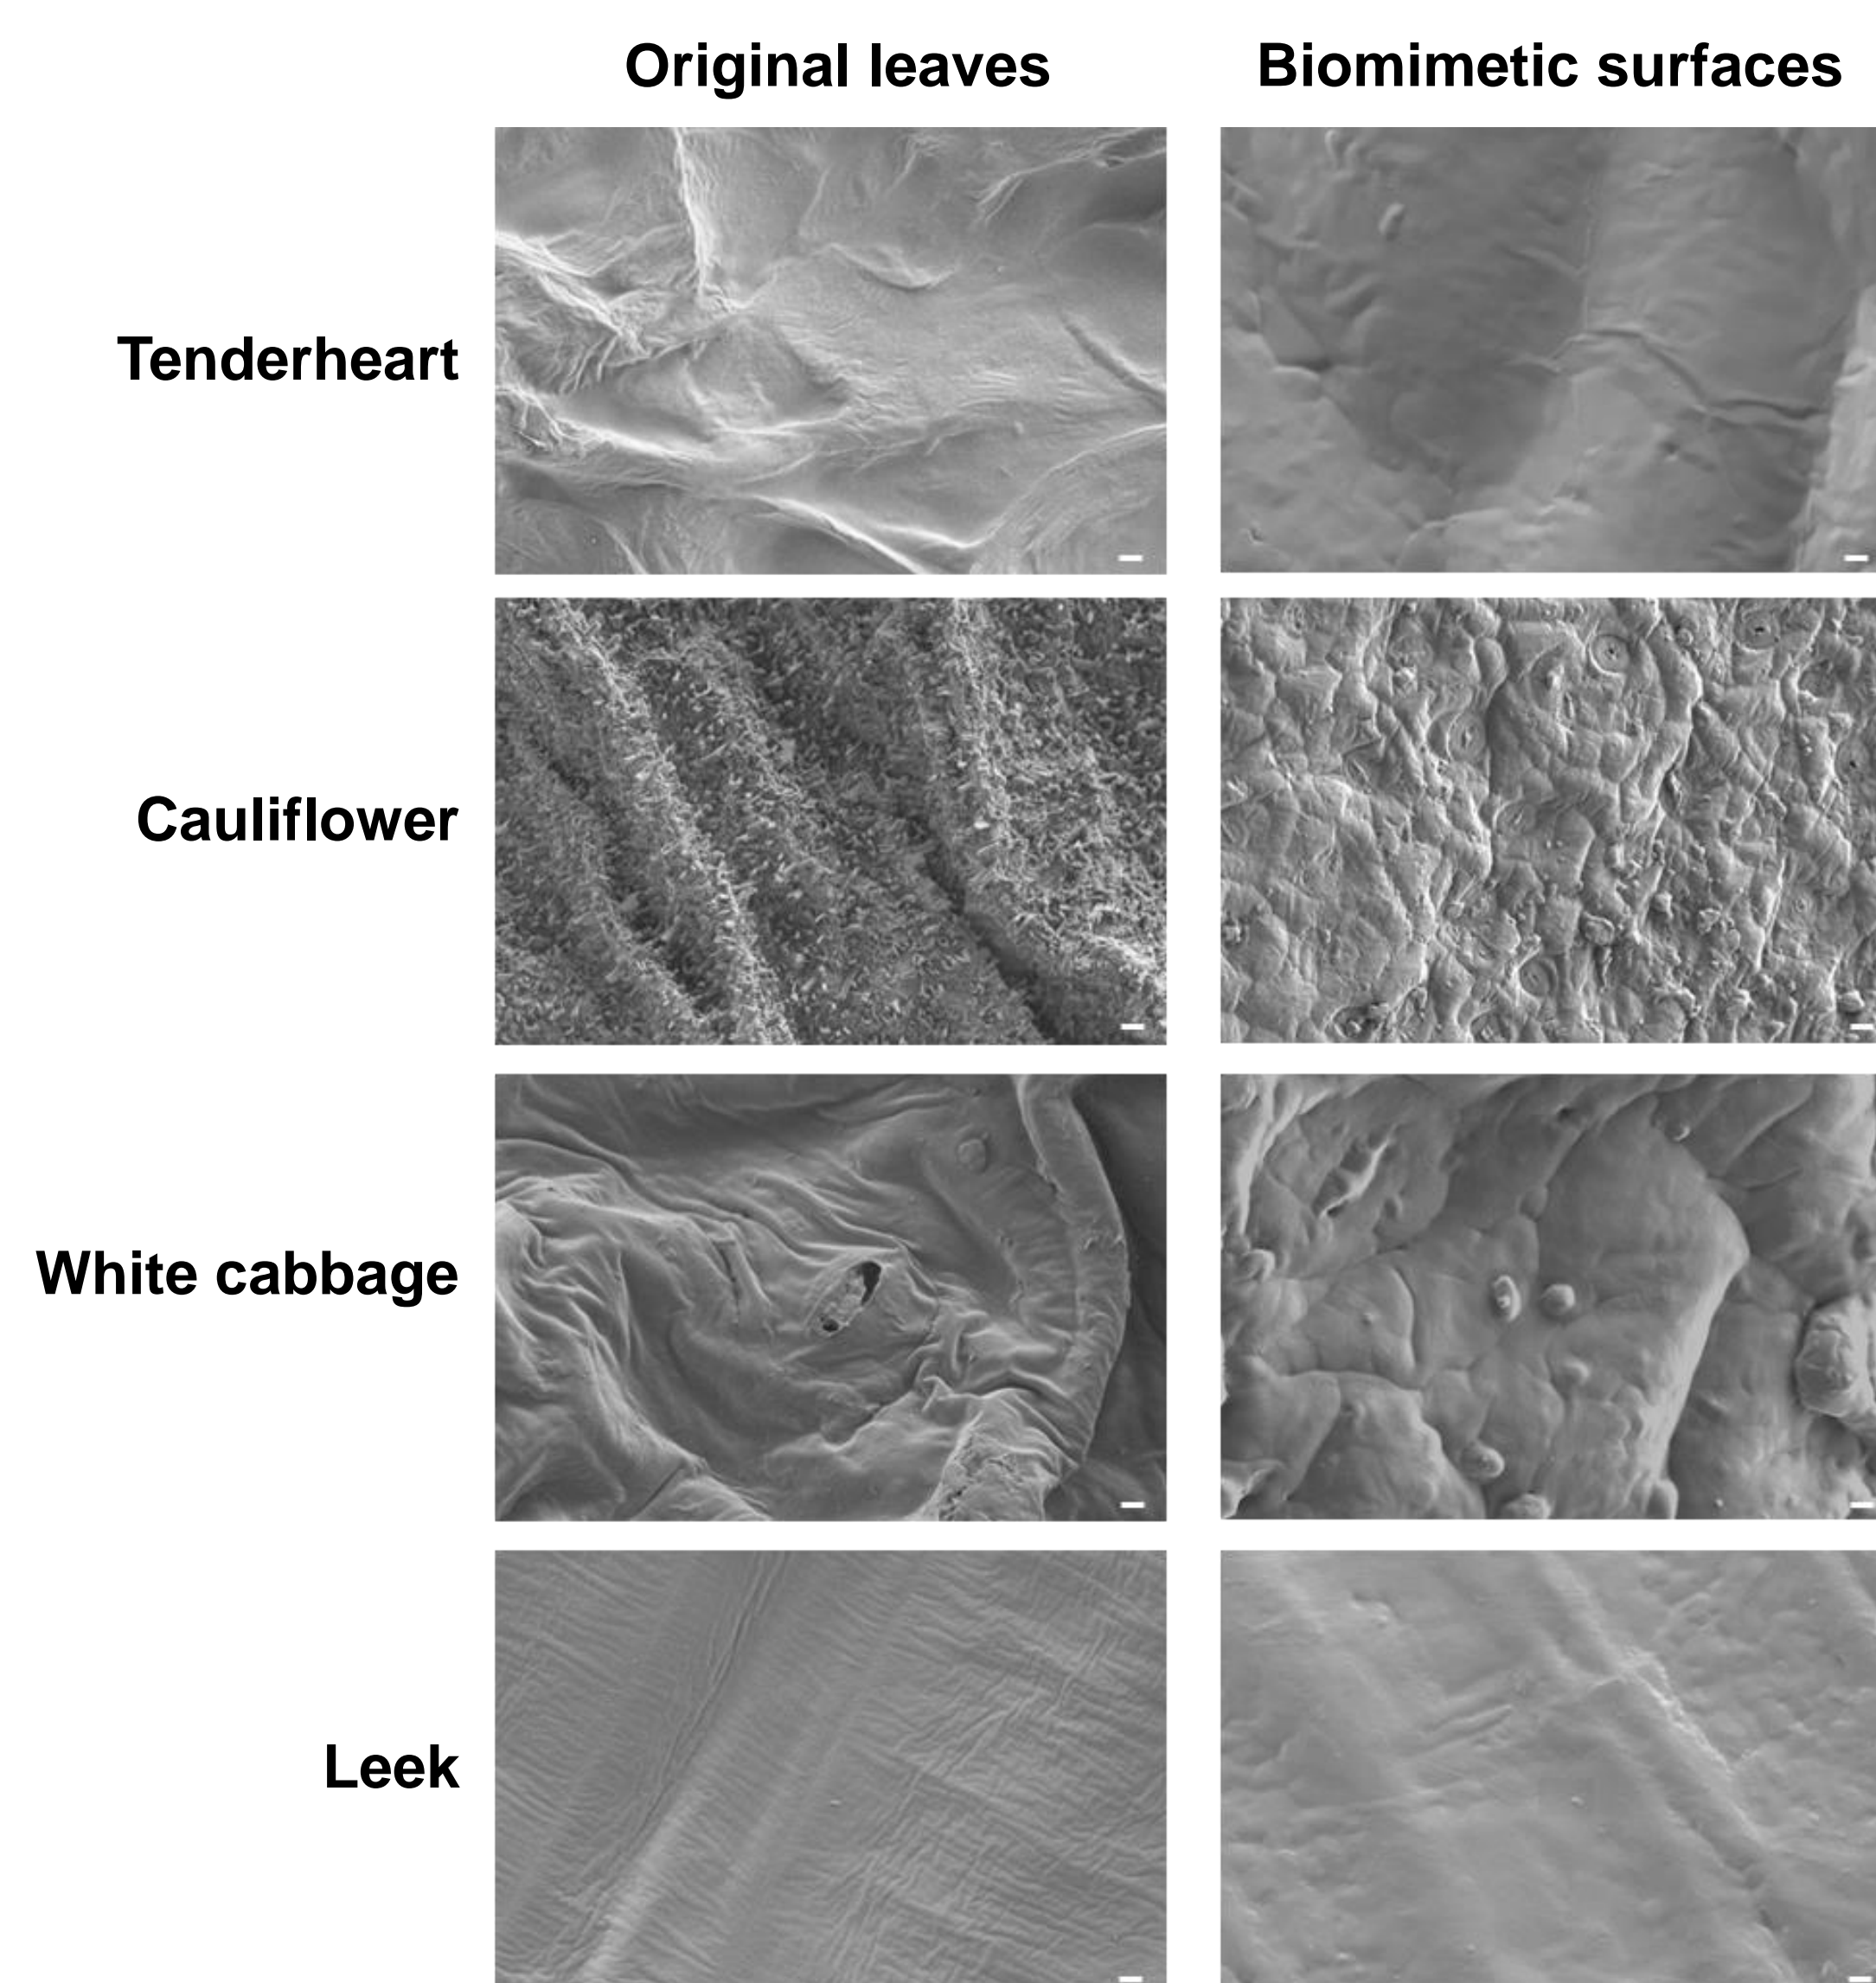 Original leaves
Biomimetic surfaces
Tenderheart
Cauliflower
White cabbage
Leek